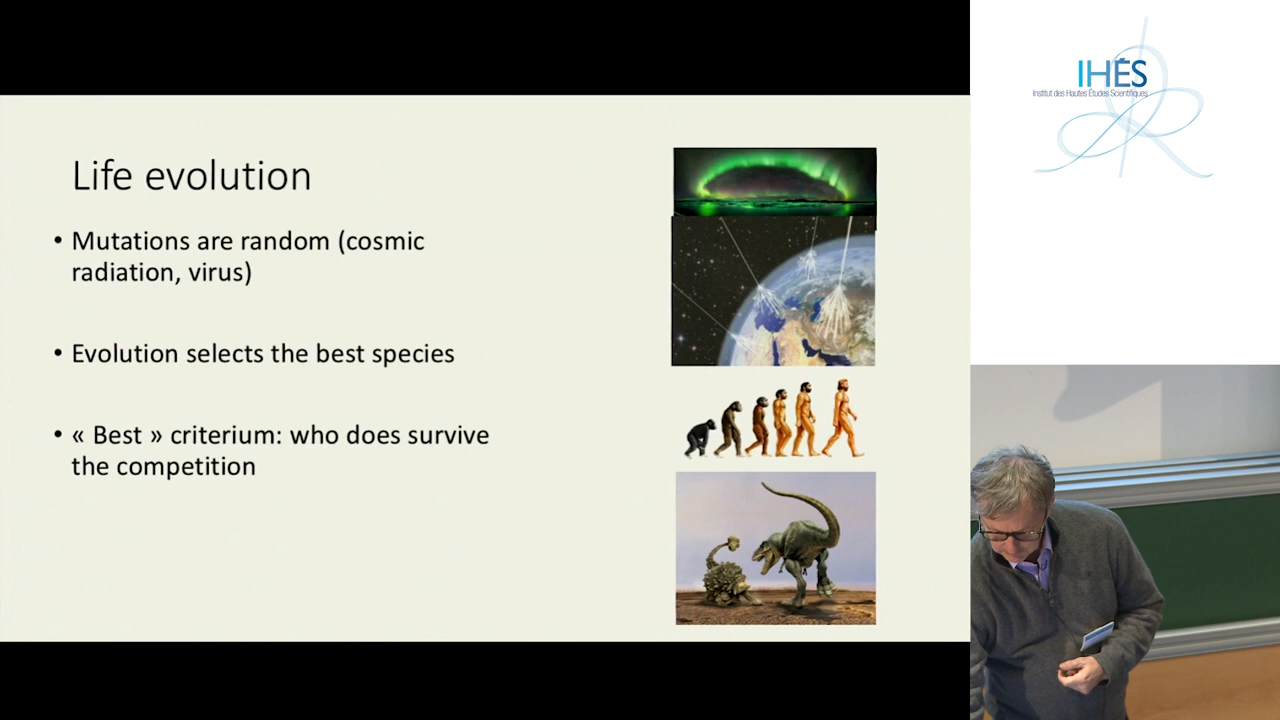 Life evolution
• Mutations are random (cosmic
radiation, virus)
• Evolution selects the best species
• « Best » criterium: who does survive
the competition
IHÉS
Institut des Hautes Études Scientifiques